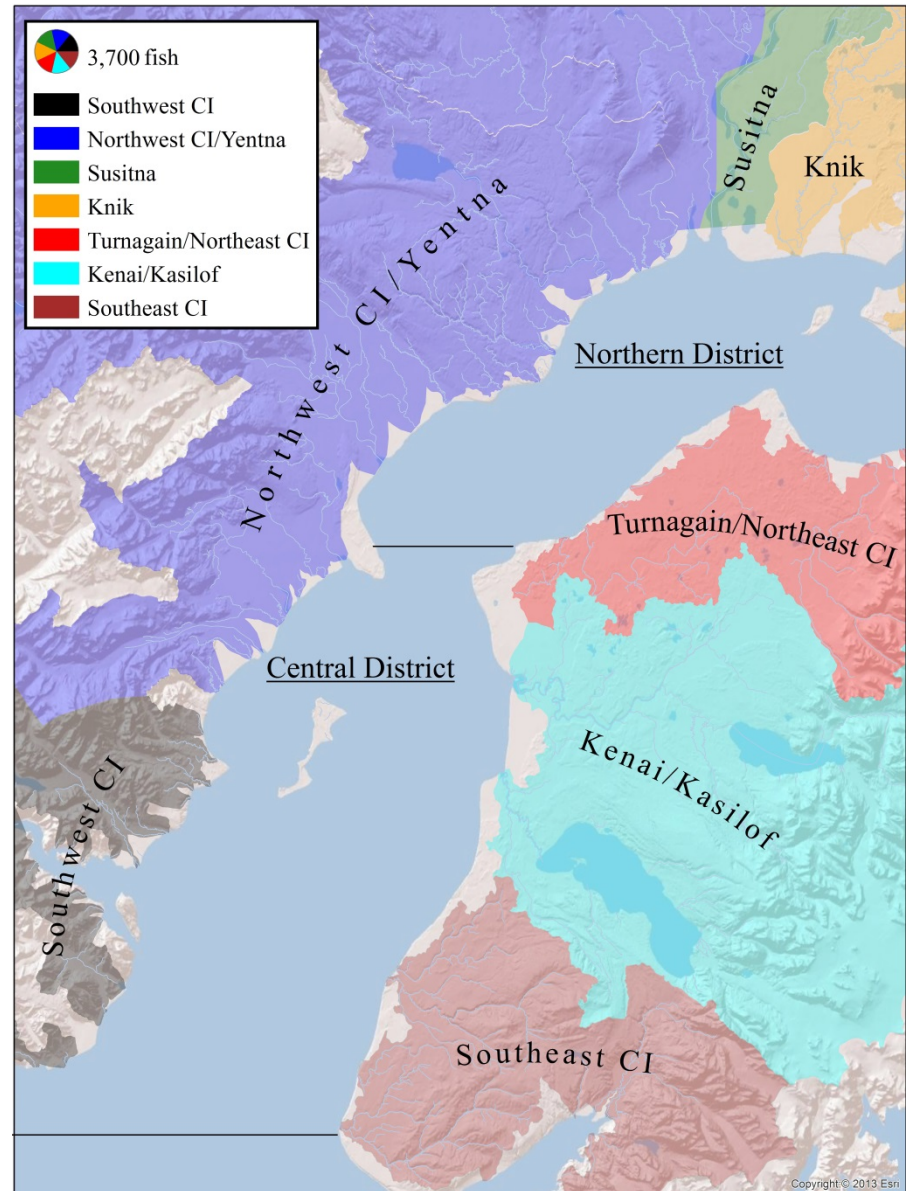 3,700 fish
Southwest CI
Northwest CI/Yentna
Susitna
Knik
Turnagain/Northeast CI
Kenai/Kasilof
Southeast CI
Susitna
Knik
Northwest CI/Yentna
Northern District
Turnagain/Northeast CI
Central District
Kenai/Kasilof
Southwest CI
Southeast CI
Copyright © 2013 Esri